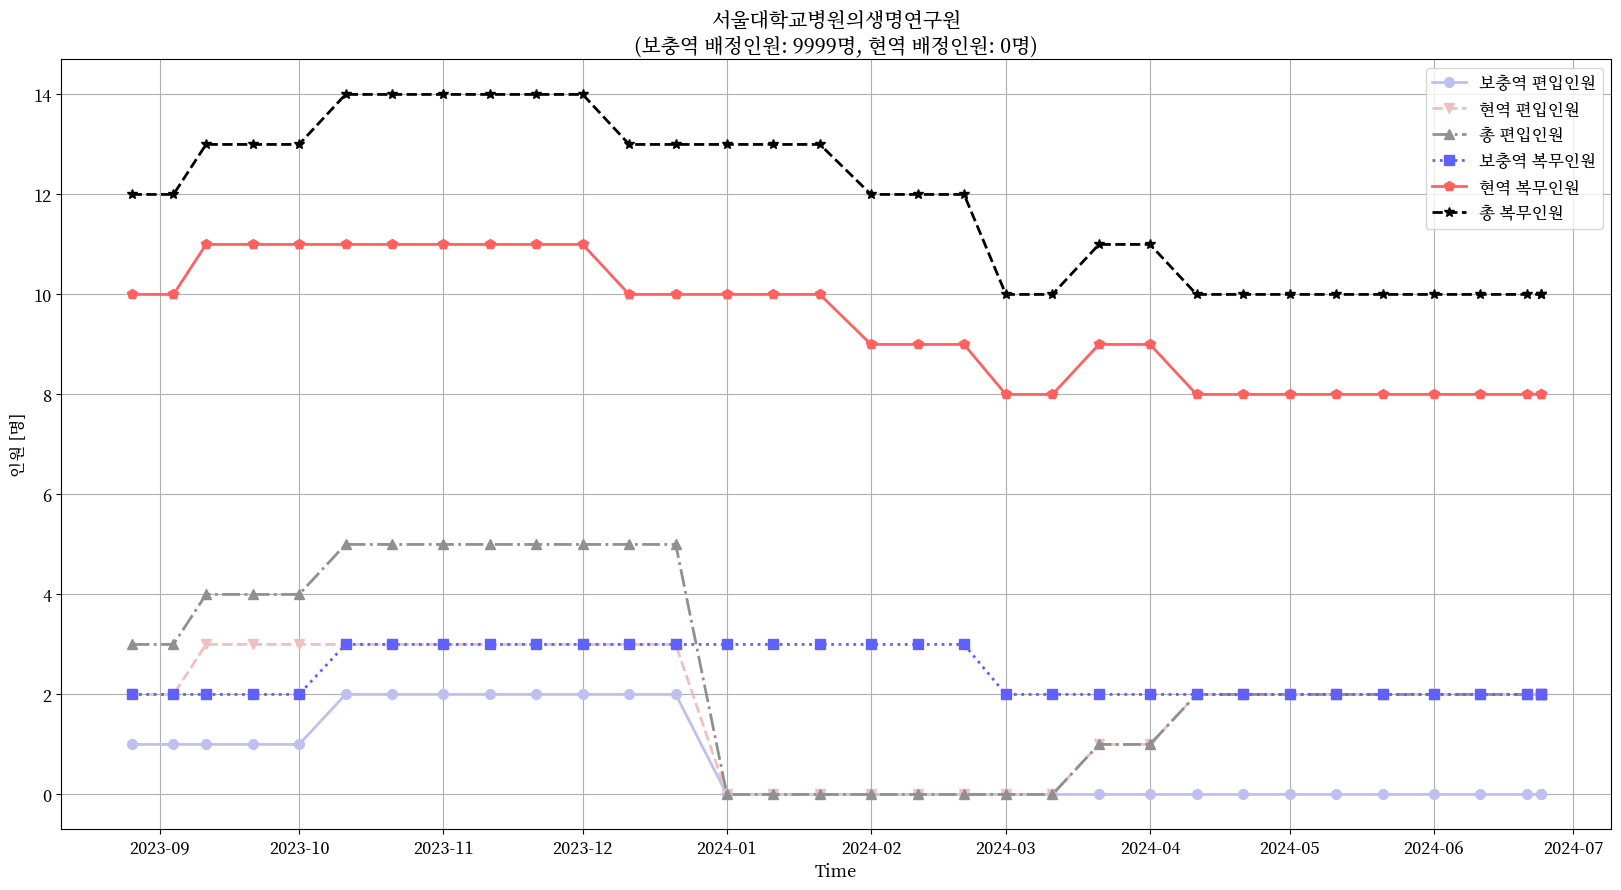 서울대학교병원의생명연구원
(보충역 배정인원: 9999명, 현역 배정인원: 0명)
보충역 편입인원
현역 편입인원
총 편입인원
보충역 복무인원
현역 복무인원
총 복무인원
인원 [명]
14
12
10
8
6
4
2
0
2023-09
2023-10
2023-11
2023-12
2024-01
2024-02
2024-03
2024-04
2024-05
2024-06
2024-07
Time